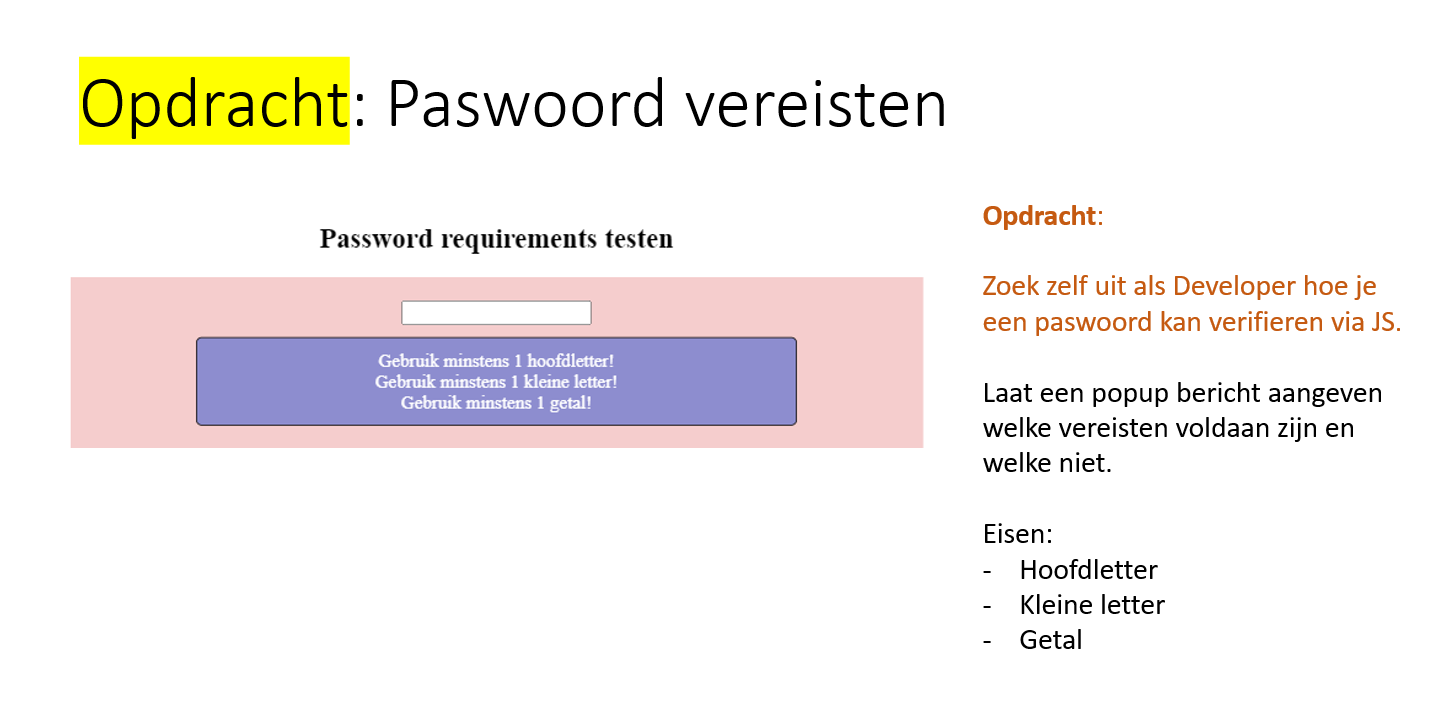 Opdracht: Paswoord vereisten
Password requirements testen
Gebruik minstens 1 hoofdletter!
Gebruik minstens 1 kleine letter!
Gebruik minstens 1 getal!
Opdracht:
Zoek zelf uit als Developer hoe je
een paswoord kan verifieren via JS.
Laat een popup bericht aangeven
welke vereisten voldaan zijn en
welke niet.
Eisen:
- Hoofdletter
- Kleine letter
- Getal